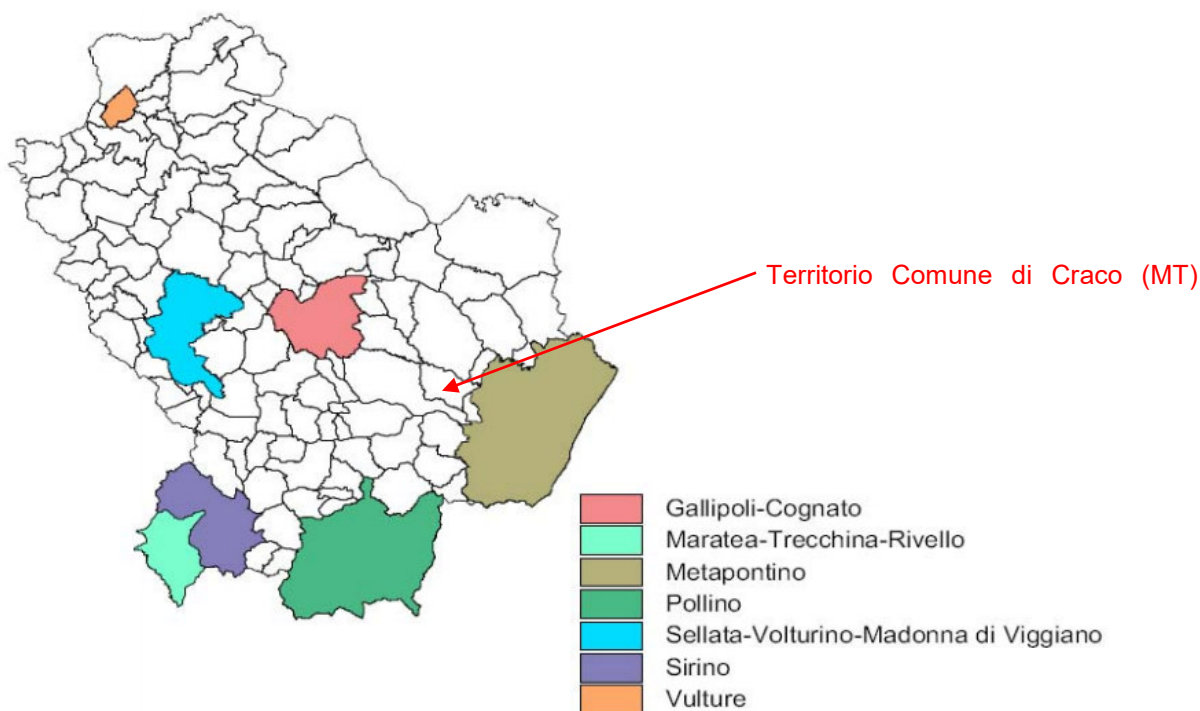 Territorio Comune di Craco (MT)
Gallipoli-Cognato
Maratea-Trecchina-Rivello
Metapontino
Pollino
Sellata-Volturino-Madonna di Viggiano
Sirino
Vulture